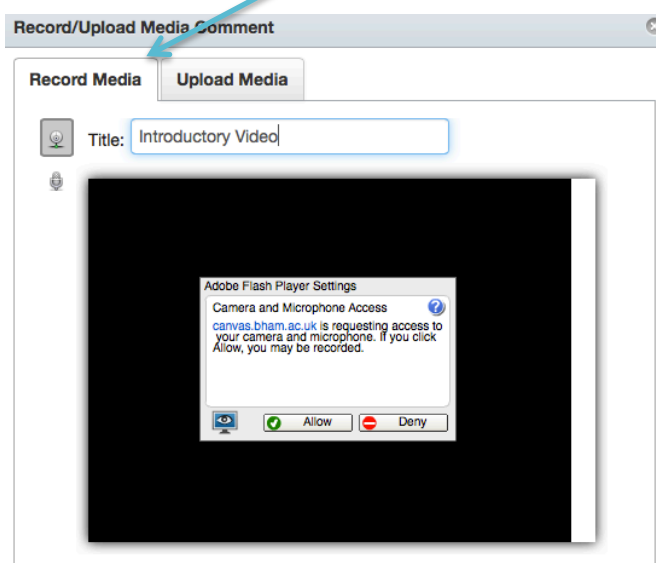 Record/Upload Media Comment
Record Media Upload Media
Title: Introductory Video
Adobe Flash Player Settings
Camera and Microphone Access
canvas.bham.ac.uk is requesting access to
your camera and microphone. If you click
Allow, you may be recorded.
Allow Deny